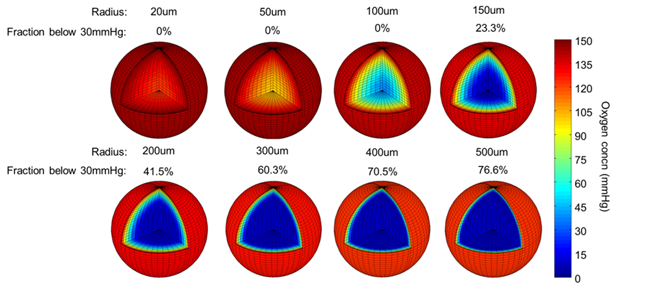 Radius: 20um 50um 100um 150um
Fraction below 30mmHg: 0% 0% 0% 23.3%
Radius: 200um 300um 400um 500um
Fraction below 30mmHg: 41.5% 60.3% 70.5% 76.6%
150
135
120
105
90
75
60
45
30
15
0
Oxygen concn (mmHg)